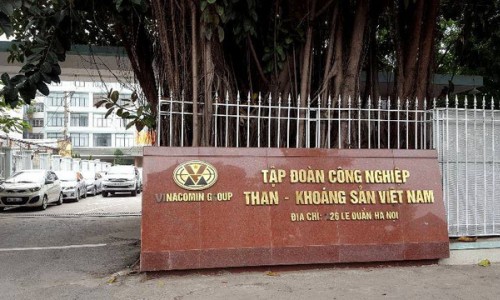 VINACOMIN GROUP
TẬP ĐOÀN CÔNG NGHIỆP
THAN - KHOÁNG SẢN VIỆT NAM
ĐỊA CHỈ: 226 LÊ DUẨN HÀ NỘI